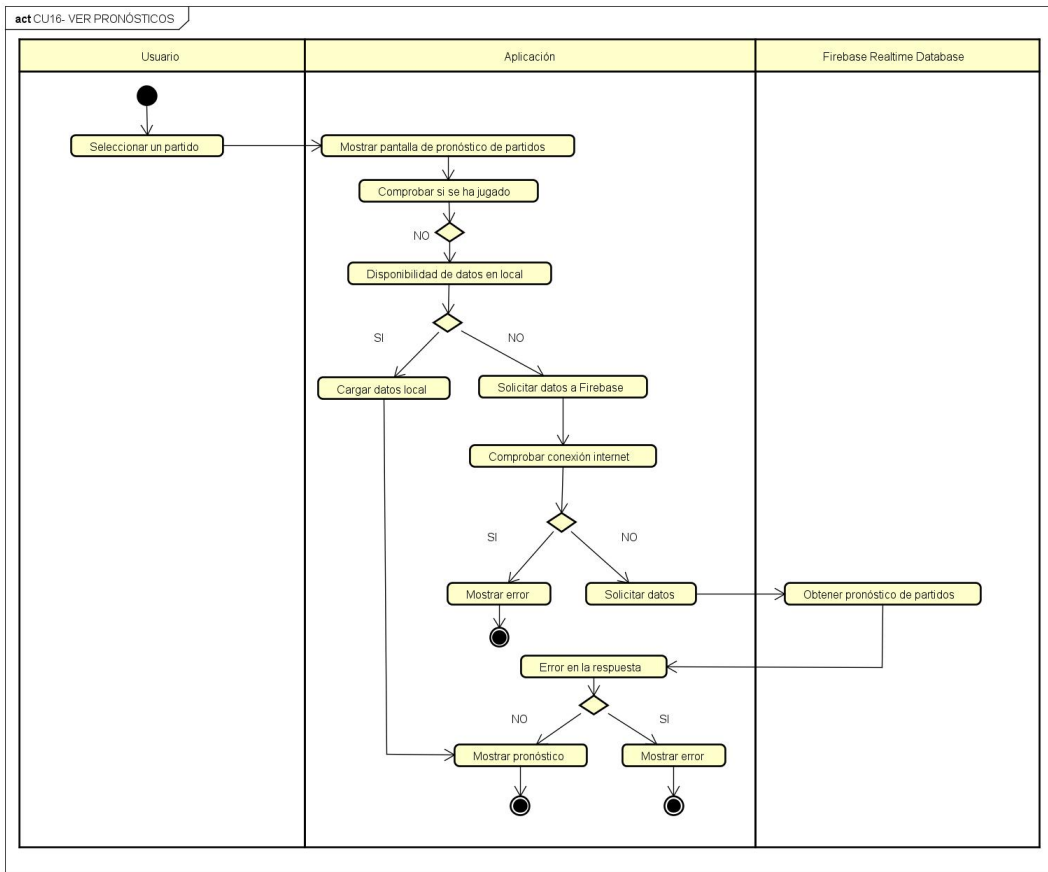 act CU16- VER PRONÓSTICOS
Usuario
Aplicación
Firebase Realtime Database
Seleccionar un partido
Mostrar pantalla de pronóstico de partidos
Comprobar si se ha jugado
NO
Disponibilidad de datos en local
SI
NO
Cargar datos local
Solicitar datos a Firebase
Comprobar conexión internet
SI
NO
Mostrar error
Solicitar datos
Obtener pronóstico de partidos
Error en la respuesta
NO
SI
Mostrar pronóstico
Mostrar error